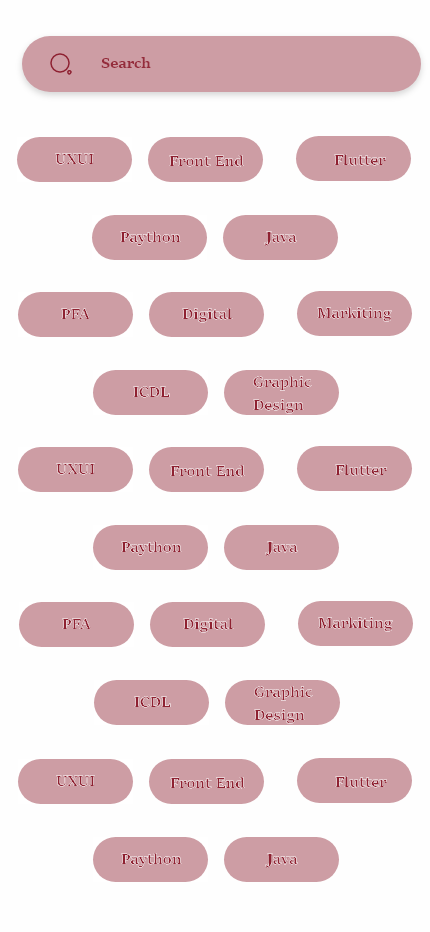 Search
UXUI Front End Flutter
Paython Java
PFA Digital Markiting
ICDL Graphic
Design
UXUI Front End Flutter
Paython Java
PFA Digital Markiting
ICDL Graphic
Design
UXUI Front End Flutter
Paython Java